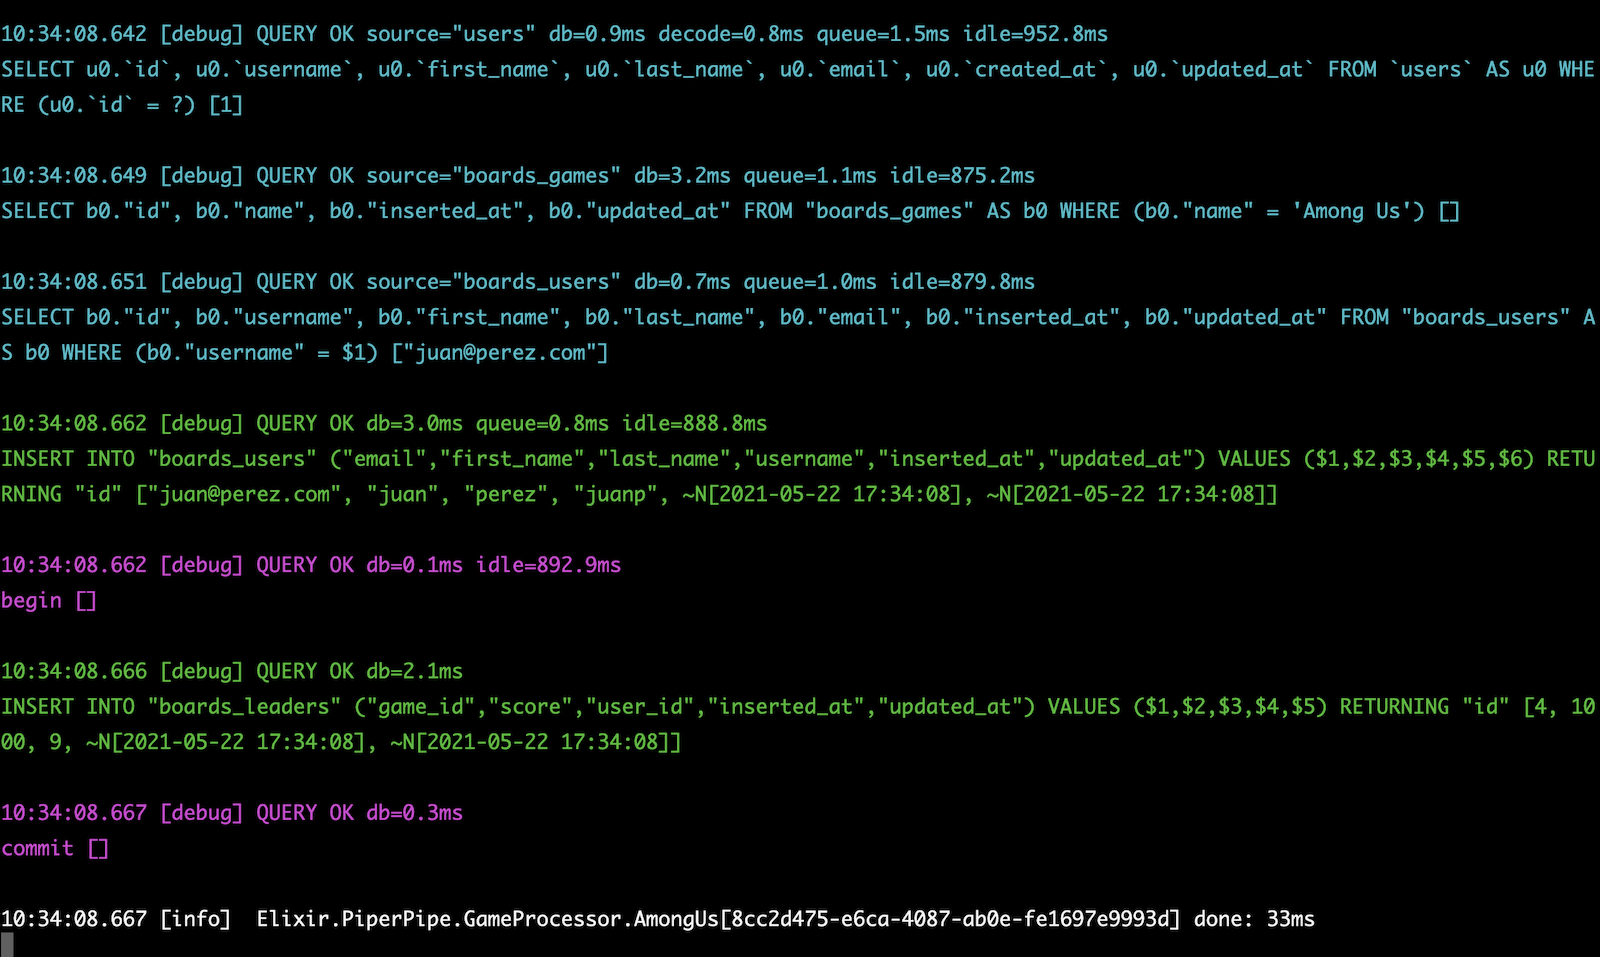 10:34:08.642 [debug] QUERY OK source="users" db=0.9ms decode=0.8ms queue=1.5ms idle=952.8ms
SELECT u0.`id`, u0.`username`, u0.`first_name`, u0.`last_name`, u0.`email`, u0.`created_at`, u0.`updated_at` FROM `users` AS u0 WHE
RE (u0.`id` = ?) [1]
10:34:08.649 [debug] QUERY OK source="boards_games" db=3.2ms queue=1.1ms idle=875.2ms
SELECT b0."id", b0."name", b0."inserted_at", b0."updated_at" FROM "boards_games" AS b0 WHERE (b0."name" = 'Among Us') []
10:34:08.651 [debug] QUERY OK source="boards_users" db=0.7ms queue=1.0ms idle=879.8ms
SELECT b0."id", b0."username", b0."first_name", b0."last_name", b0."email", b0."inserted_at", b0."updated_at" FROM "boards_users" A
S b0 WHERE (b0."username" = $1) ["juan@perez.com"]
10:34:08.662 [debug] QUERY OK db=3.0ms queue=0.8ms idle=888.8ms
INSERT INTO "boards_users" ("email","first_name","last_name","username","inserted_at","updated_at") VALUES ($1,$2,$3,$4,$5,$6) RETU
RNING "id" ["juan@perez.com", "juan", "perez", "juanp", ~N[2021-05-22 17:34:08], ~N[2021-05-22 17:34:08]]
10:34:08.662 [debug] QUERY OK db=0.1ms idle=892.9ms
begin []
10:34:08.666 [debug] QUERY OK db=2.1ms
INSERT INTO "boards_leaders" ("game_id","score","user_id","inserted_at","updated_at") VALUES ($1,$2,$3,$4,$5) RETURNING "id" [4, 10
00, 9, ~N[2021-05-22 17:34:08], ~N[2021-05-22 17:34:08]]
10:34:08.667 [debug] QUERY OK db=0.3ms
commit []
10:34:08.667 [info]  Elixir.PiperPipe.GameProcessor.AmongUs[8cc2d475-e6ca-4087-ab0e-fe1697e9993d] done: 33ms